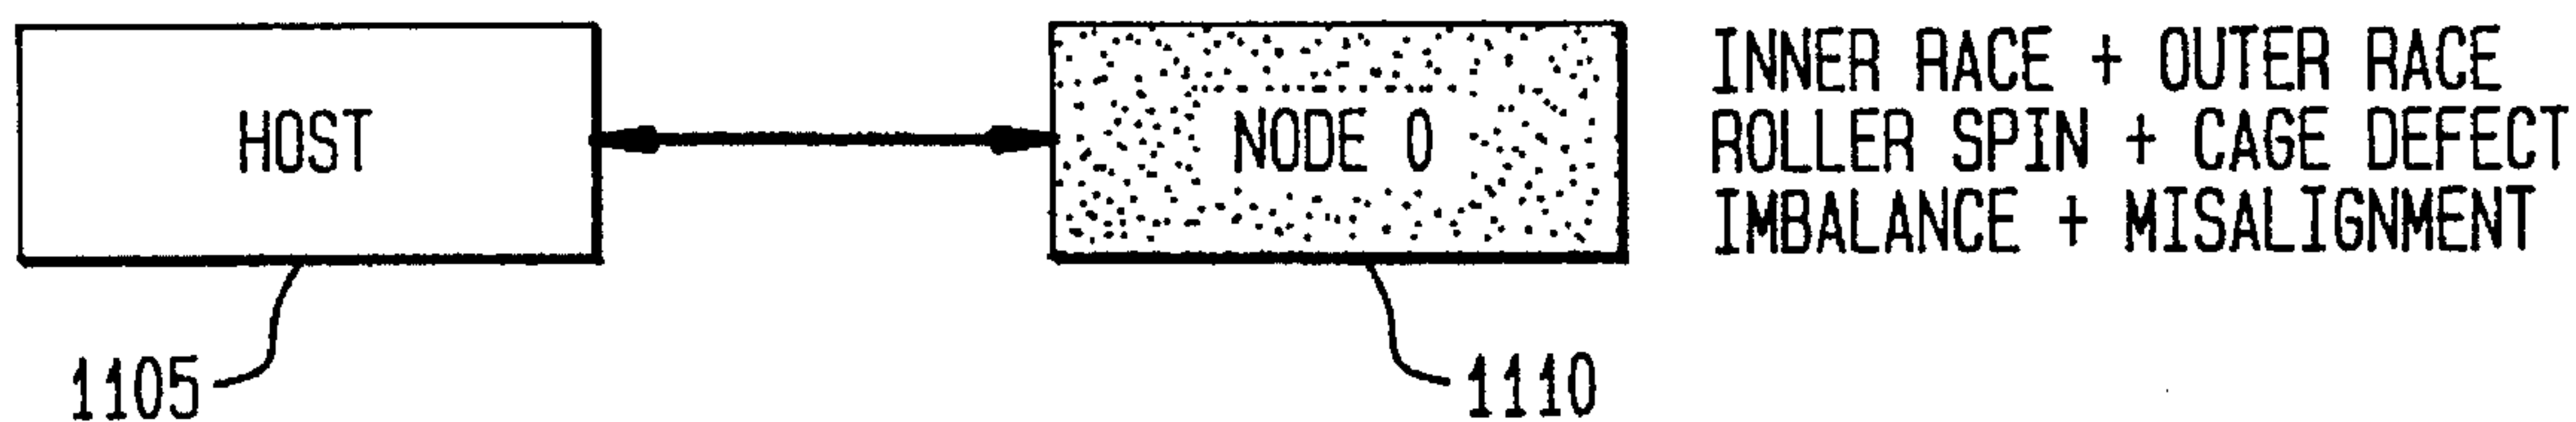 HOST
NODE 0
INNER RACE + OUTER RACE
ROLLER SPIN + CAGE DEFECT
IMBALANCE + MISALIGNMENT
1105
1110